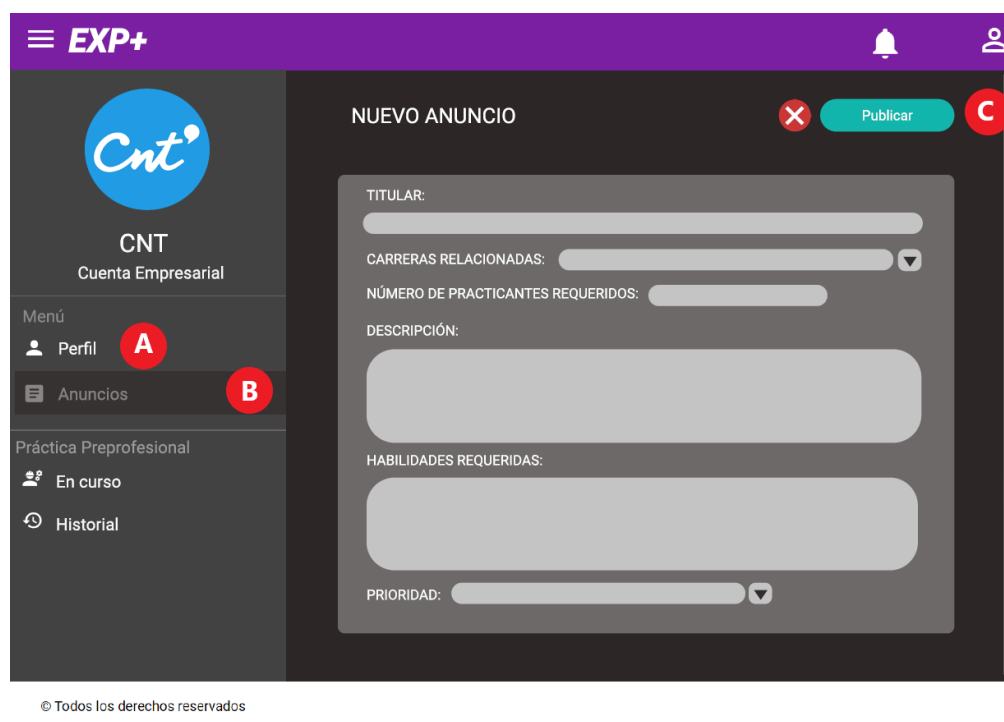 EXP+
Cnt
CNT
Cuenta Empresarial
Menú
Perfil A
Anuncios B
Práctica Preprofesional
En curso
Historial
NUEVO ANUNCIO
Publicar C
TITULAR:
CARRERAS RELACIONADAS:
NÚMERO DE PRACTICANTES REQUERIDOS:
DESCRIPCIÓN:
HABILIDADES REQUERIDAS:
PRIORIDAD:
© Todos los derechos reservados